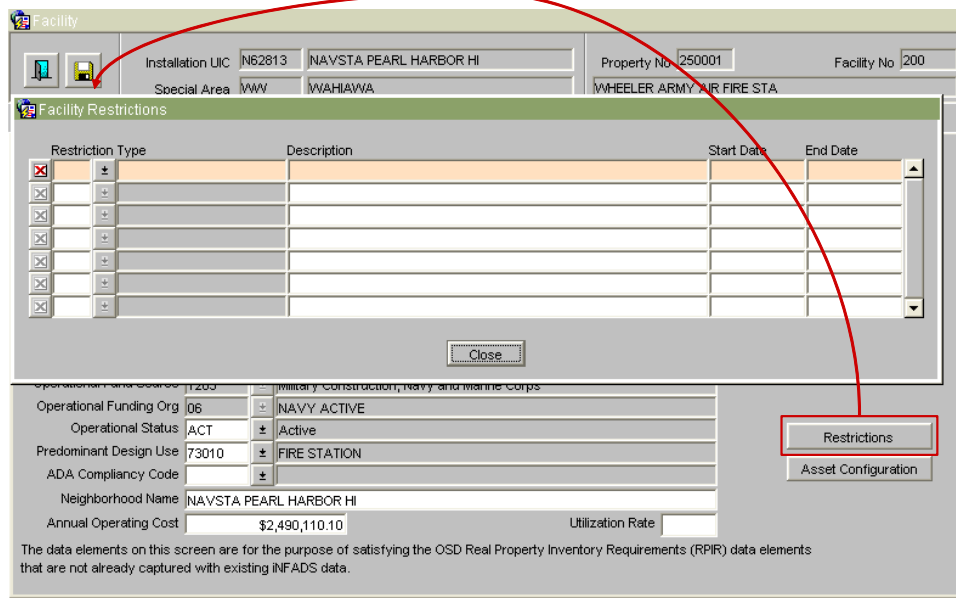 Facility
Installation UIC N62813 NAVSTA PEARL HARBOR HI Property No 250001 Facility No 200
Special Area WWV WAHIAWA WHEELER ARMY AIR FIRE STA
Facility Restrictions
Restriction Type Description Start Date End Date
Close
Operational Fund Source 1205 Military Construction, Navy and Marine Corps
Operational Funding Org 06 NAVY ACTIVE
Operational Status ACT Active
Restrictions
Predominant Design Use 73010 FIRE STATION
ADA Compliancy Code Asset Configuration
Neighborhood Name NAVSTA PEARL HARBOR HI
Annual Operating Cost $2,490,110.10 Utilization Rate
The data elements on this screen are for the purpose of satisfying the OSD Real Property Inventory Requirements (RPIR) data elements
that are not already captured with existing iNFADS data.